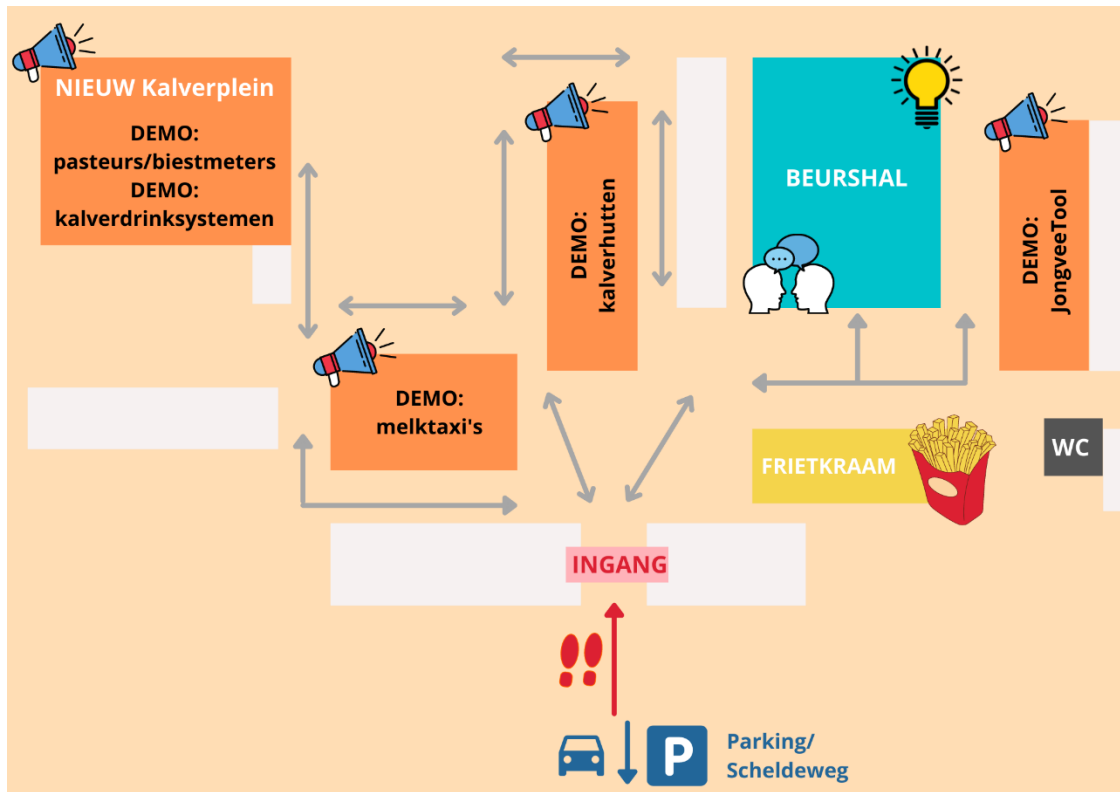 NIEUW Kalverplein
DEMO:
pasteurs/biestmeters
DEMO:
kalverdrinksystemen
DEMO:
kalverhutten
BEURSHAL
DEMO:
JongveeTool
DEMO:
melktaxi's
FRIETKRAAM
WC
INGANG
P
Parking/
Scheldeweg